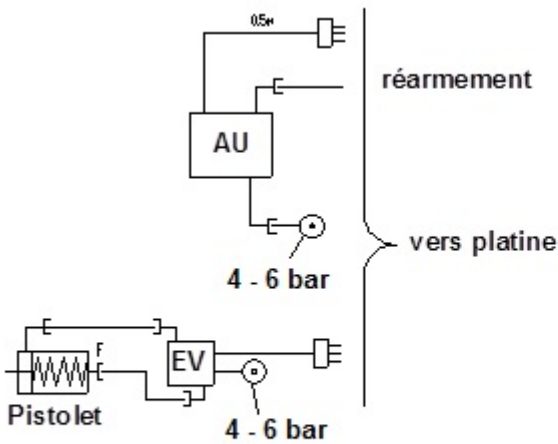 0.5m
réarmement
AU
vers platine
4 - 6 bar
F
EV
Pistolet
4 - 6 bar